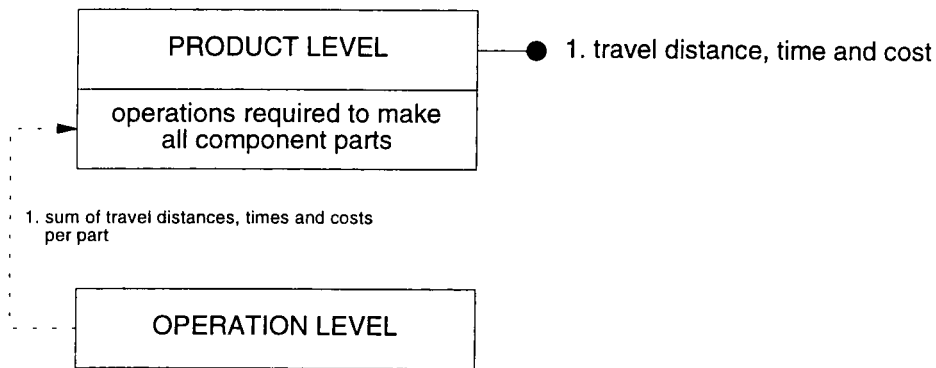 PRODUCT LEVEL
1. travel distance, time and cost
operations required to make
all component parts
1. sum of travel distances, times and costs
per part
OPERATION LEVEL